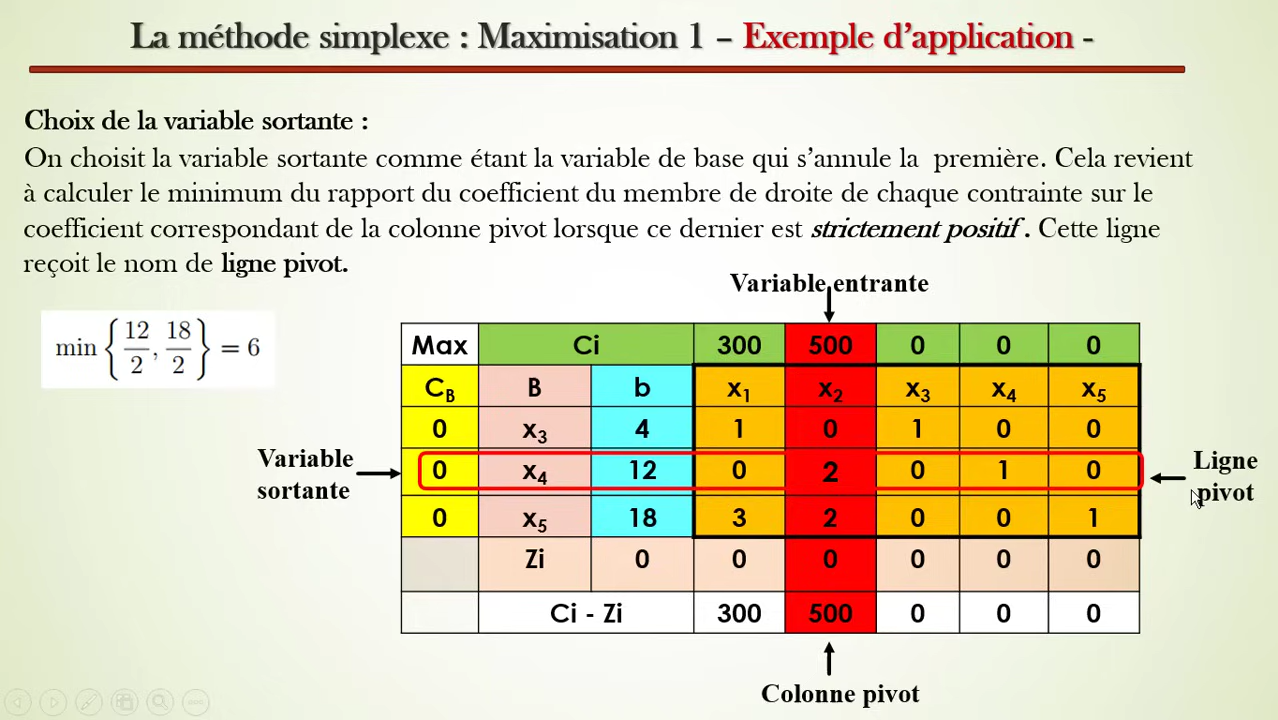 La méthode simplexe : Maximisation 1 – Exemple d’application -
Choix de la variable sortante :
On choisit la variable sortante comme étant la variable de base qui s’annule la première. Cela revient
à calculer le minimum du rapport du coefficient du membre de droite de chaque contrainte sur le
coefficient correspondant de la colonne pivot lorsque ce dernier est strictement positif . Cette ligne
reçoit le nom de ligne pivot.
min { 12/2 , 18/2 } = 6
Variable entrante
Max Ci 300 500 0 0 0
C_B B b x₁ x₂ x₃ x₄ x₅
0 x₃ 4 1 0 1 0 0
Variable
sortante
0 x₄ 12 0 2 0 1 0
Ligne
pivot
0 x₅ 18 3 2 0 0 1
Zi 0 0 0 0 0 0
Ci - Zi 300 500 0 0 0
Colonne pivot